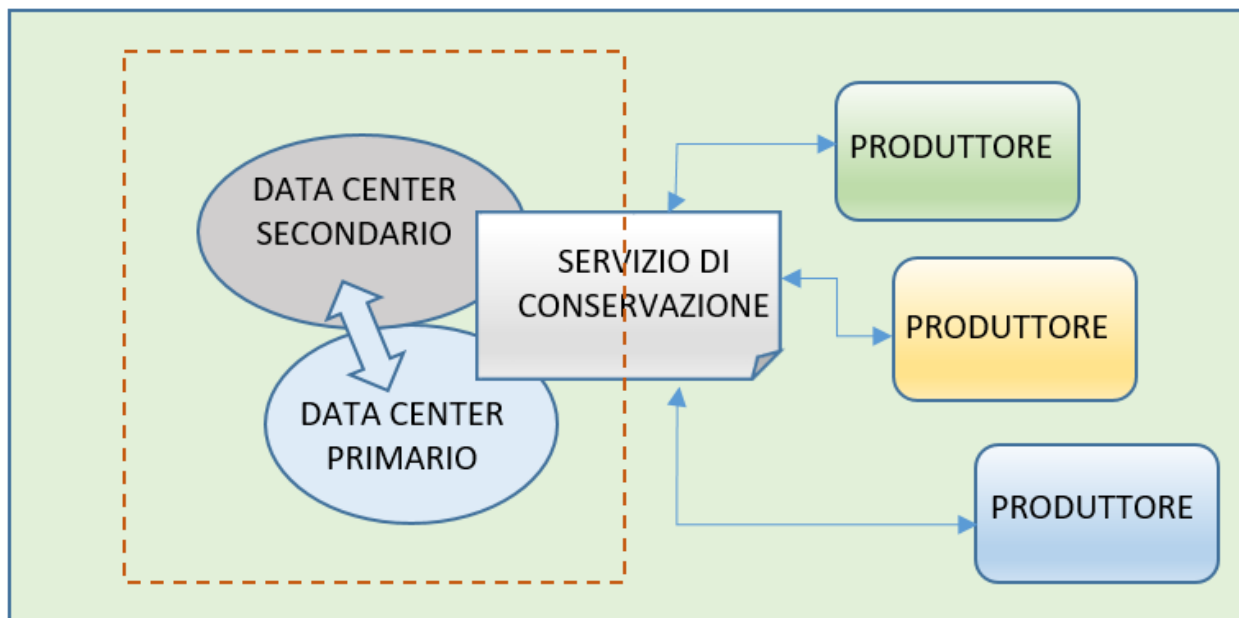 DATA CENTER
SECONDARIO
DATA CENTER
PRIMARIO
SERVIZIO DI
CONSERVAZIONE
PRODUTTORE
PRODUTTORE
PRODUTTORE